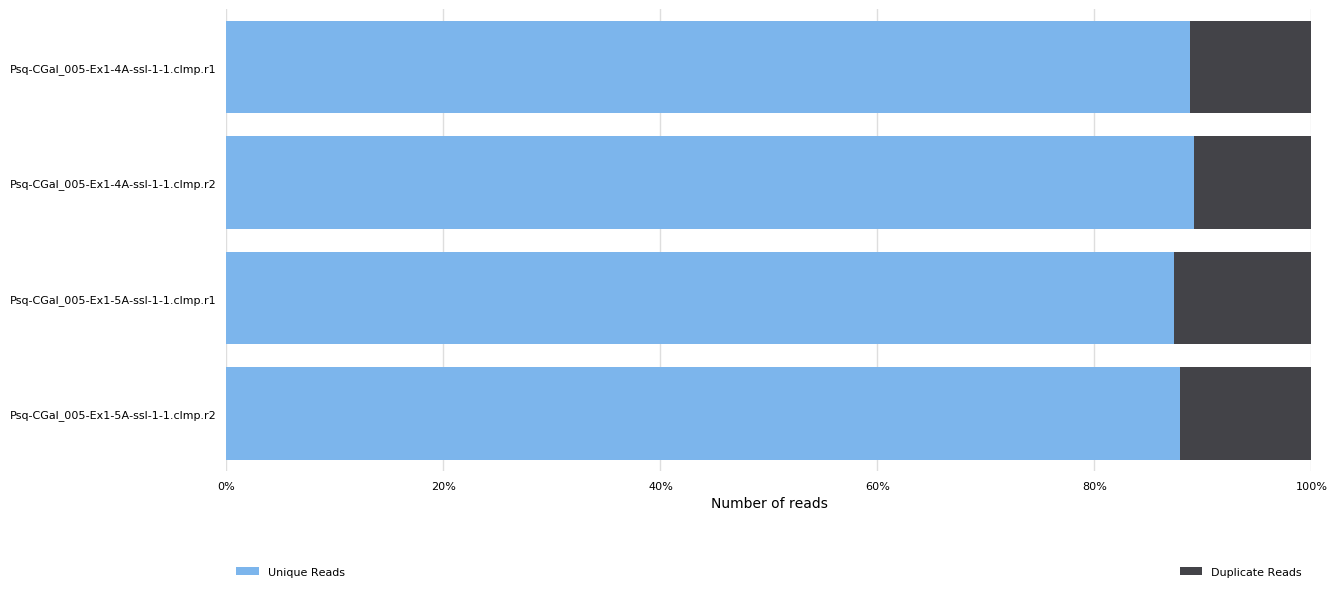 Psq-CGal_005-Ex1-4A-ssl-1-1.clmp.r1
Psq-CGal_005-Ex1-4A-ssl-1-1.clmp.r2
Psq-CGal_005-Ex1-5A-ssl-1-1.clmp.r1
Psq-CGal_005-Ex1-5A-ssl-1-1.clmp.r2
0% 20% 40% 60% 80% 100%
Number of reads
Unique Reads Duplicate Reads